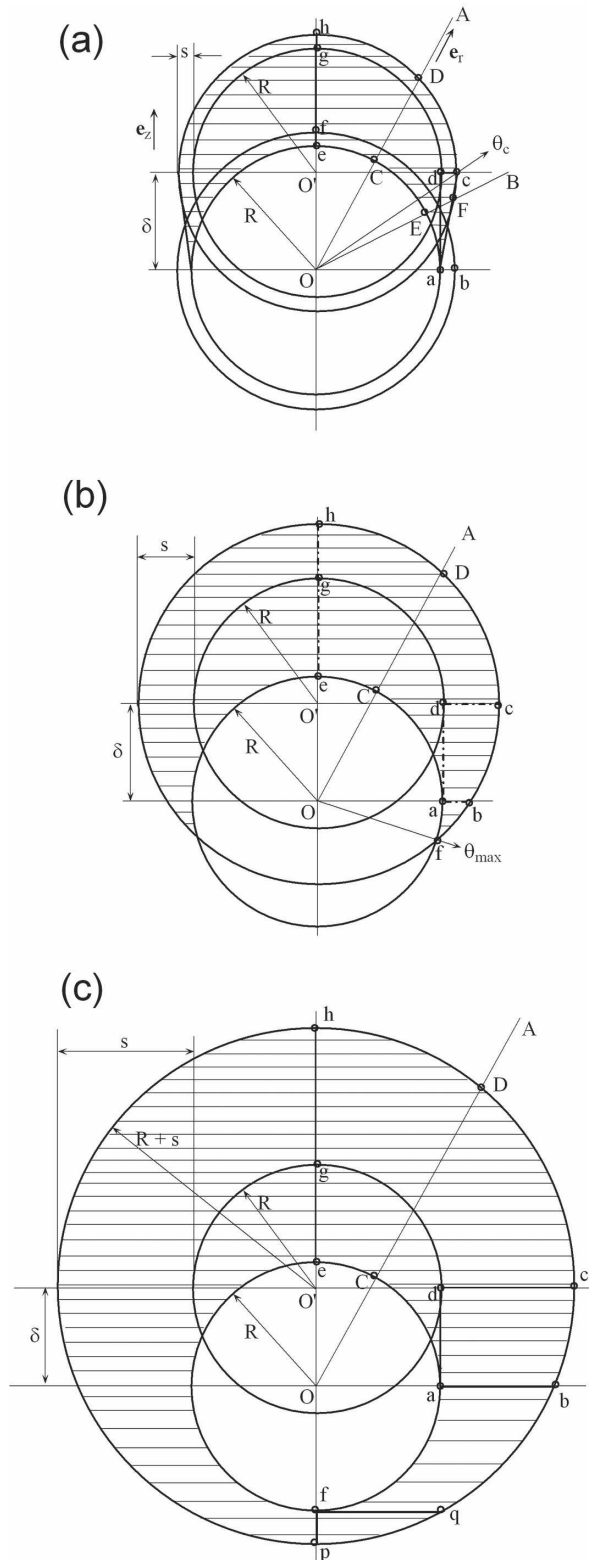 (a)
h
A
s
g
D
e_r
R
e_z
f
e
C
d
c
θ_c
B
O'
δ
R
E
F
O
a
b
(b)
h
A
s
D
g
R
e
C
d
c
O'
δ
R
O
a
b
f
θ_max
(c)
h
A
s
D
R + s
g
R
e
C
d
c
O'
δ
R
O
a
b
f
q
p